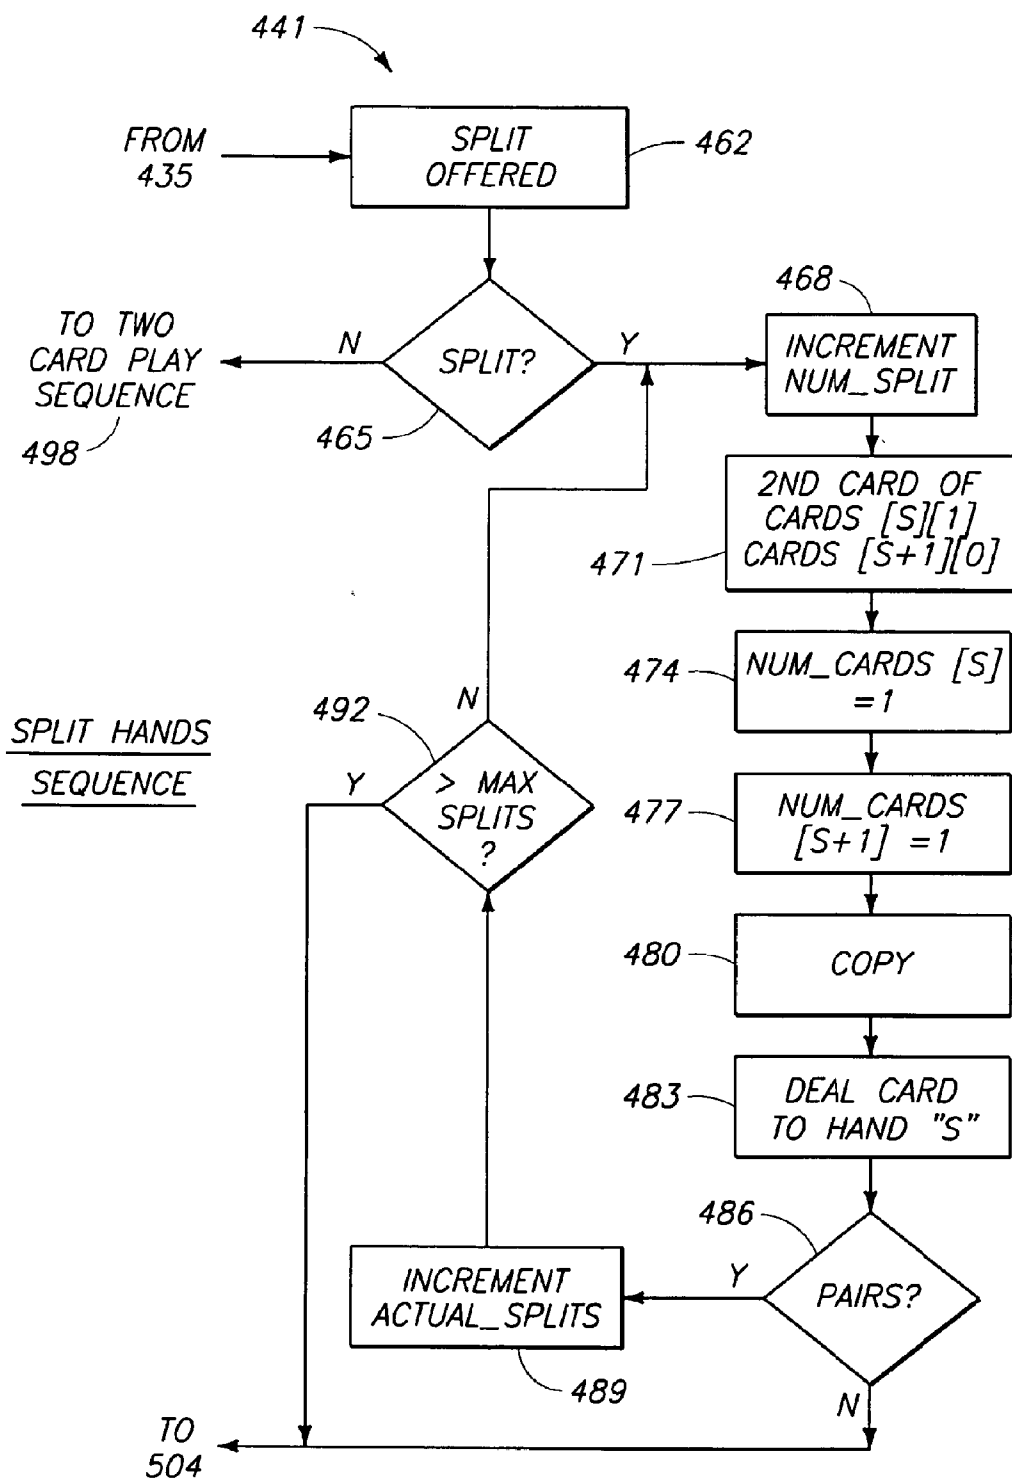 441
FROM
435
SPLIT
OFFERED
462
468
TO TWO
CARD PLAY
SEQUENCE
498
N
SPLIT?
Y
465
INCREMENT
NUM_SPLIT
2ND CARD OF
CARDS [S][1]
CARDS [S+1][0]
471
NUM_CARDS [S]
=1
474
SPLIT HANDS
SEQUENCE
492
N
Y
> MAX
SPLITS
?
477
NUM_CARDS
[S+1] =1
480
COPY
483
DEAL CARD
TO HAND "S"
486
PAIRS?
Y
INCREMENT
ACTUAL_SPLITS
489
N
TO
504